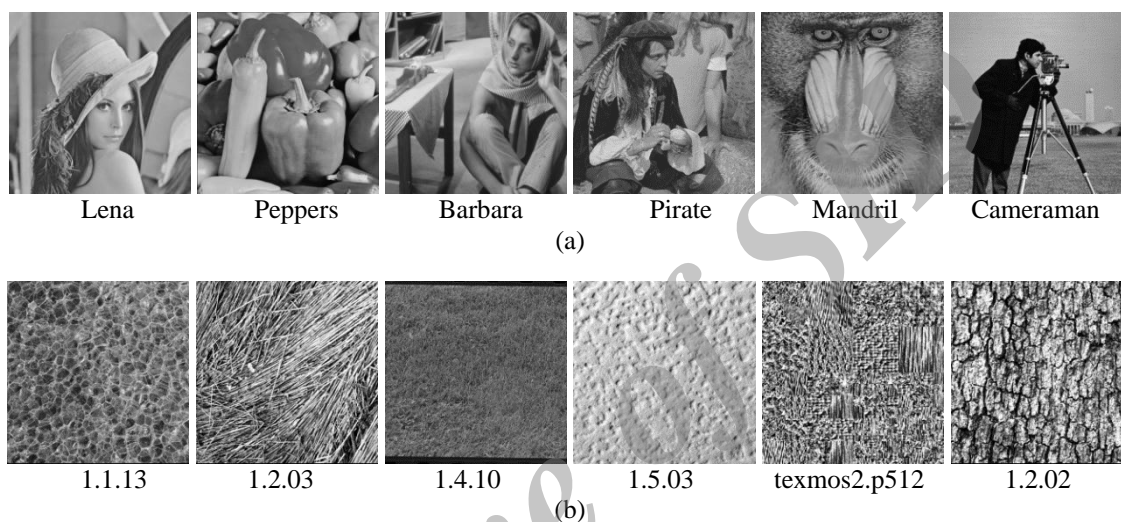 Lena Peppers Barbara Pirate Mandril Cameraman
(a)
1.1.13 1.2.03 1.4.10 1.5.03 texmos2.p512 1.2.02
(b)